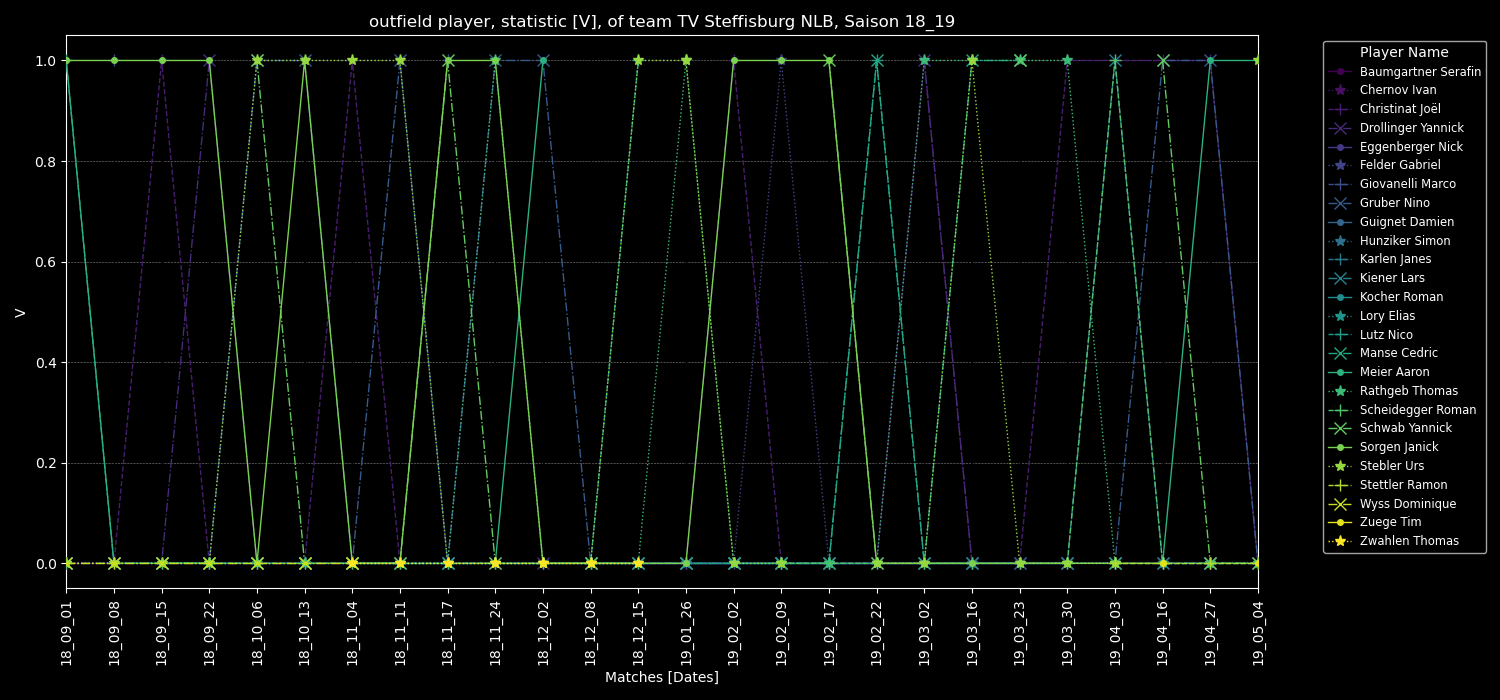 outfield player, statistic [V], of team TV Steffisburg NLB, Saison 18_19
1.0
0.8
0.6
0.4
0.2
0.0
V
18_09_01
18_09_08
18_09_15
18_09_22
18_10_06
18_10_13
18_11_04
18_11_11
18_11_17
18_11_24
18_12_02
18_12_08
18_12_15
19_01_26
19_02_02
19_02_09
19_02_17
19_02_22
19_03_02
19_03_16
19_03_23
19_03_30
19_04_03
19_04_16
19_04_27
19_05_04
Matches [Dates]
Player Name
Baumgartner Serafin
Chernov Ivan
Christinat Joël
Drollinger Yannick
Eggenberger Nick
Felder Gabriel
Giovanelli Marco
Gruber Nino
Guignet Damien
Hunziker Simon
Karlen Janes
Kiener Lars
Kocher Roman
Lory Elias
Lutz Nico
Manse Cedric
Meier Aaron
Rathgeb Thomas
Scheidegger Roman
Schwab Yannick
Sorgen Janick
Stebler Urs
Stettler Ramon
Wyss Dominique
Zuege Tim
Zwahlen Thomas